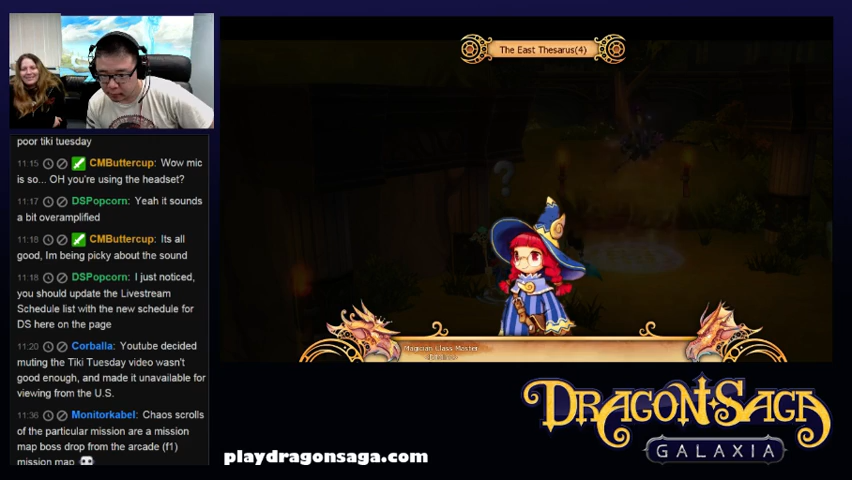 The East Thesarus(4)
poor tiki tuesday
11:15 CMButtercup: Wow mic
is so... OH you're using the headset?
11:17 DSPopcorn: Yeah it sounds
a bit overamplified
11:18 CMButtercup: Its all
good, Im being picky about the sound
11:18 DSPopcorn: I just noticed,
you should update the Livestream
Schedule list with the new schedule for
DS here on the page
11:20 Corballa: Youtube decided
muting the Tiki Tuesday video wasn't
good enough, and made it unavailable for
viewing from the U.S.
11:36 Monitorkabel: Chaos scrolls
of the particular mission are a mission
map boss drop from the arcade (f1)
mission map
Magician Class Master
DRAGON SAGA
GALAXIA
playdragonsaga.com